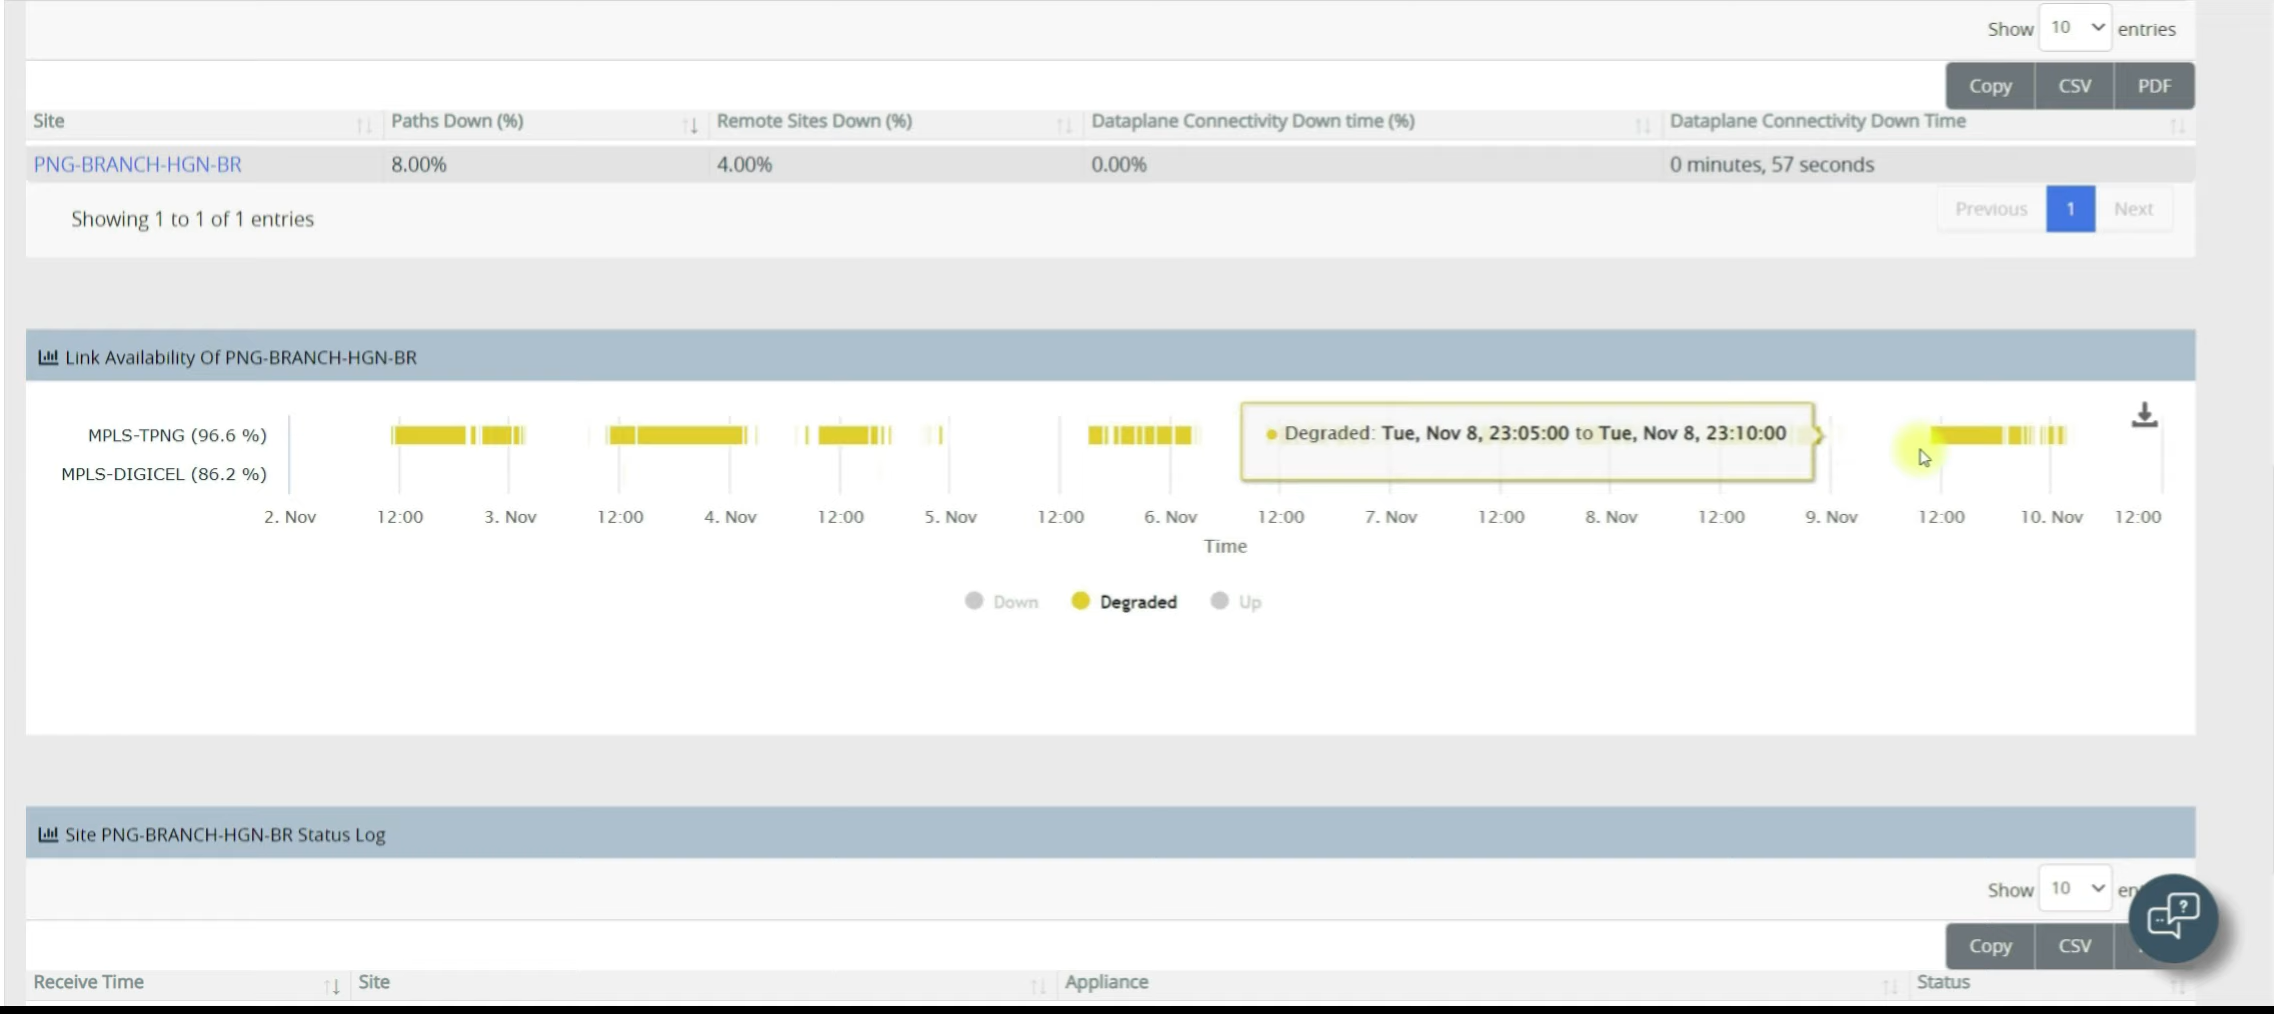 Show 10 entries
Copy CSV PDF
Site Paths Down (%) Remote Sites Down (%) Dataplane Connectivity Down time (%) Dataplane Connectivity Down Time
PNG-BRANCH-HGN-BR 8.00% 4.00% 0.00% 0 minutes, 57 seconds
Showing 1 to 1 of 1 entries
Previous 1 Next
Link Availability Of PNG-BRANCH-HGN-BR
MPLS-TPNG (96.6 %)
Degraded: Tue, Nov 8, 23:05:00 to Tue, Nov 8, 23:10:00
MPLS-DIGICEL (86.2 %)
2. Nov 12:00 3. Nov 12:00 4. Nov 12:00 5. Nov 12:00 6. Nov 12:00 7. Nov 12:00 8. Nov 12:00 9. Nov 12:00 10. Nov 12:00
Time
Down Degraded Up
Site PNG-BRANCH-HGN-BR Status Log
Show 10
Copy CSV
Receive Time Site Appliance Status